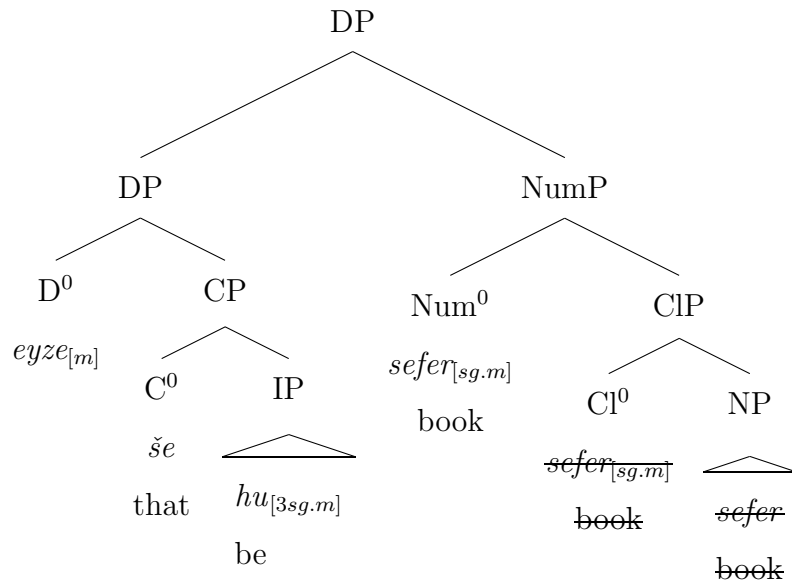 DP
DP NumP
D⁰ CP Num⁰ ClP
eyze[m] sefer[sg.m]
C⁰ IP book Cl⁰ NP
še sefer[sg.m]
that hu[3sg.m] book sefer
be book